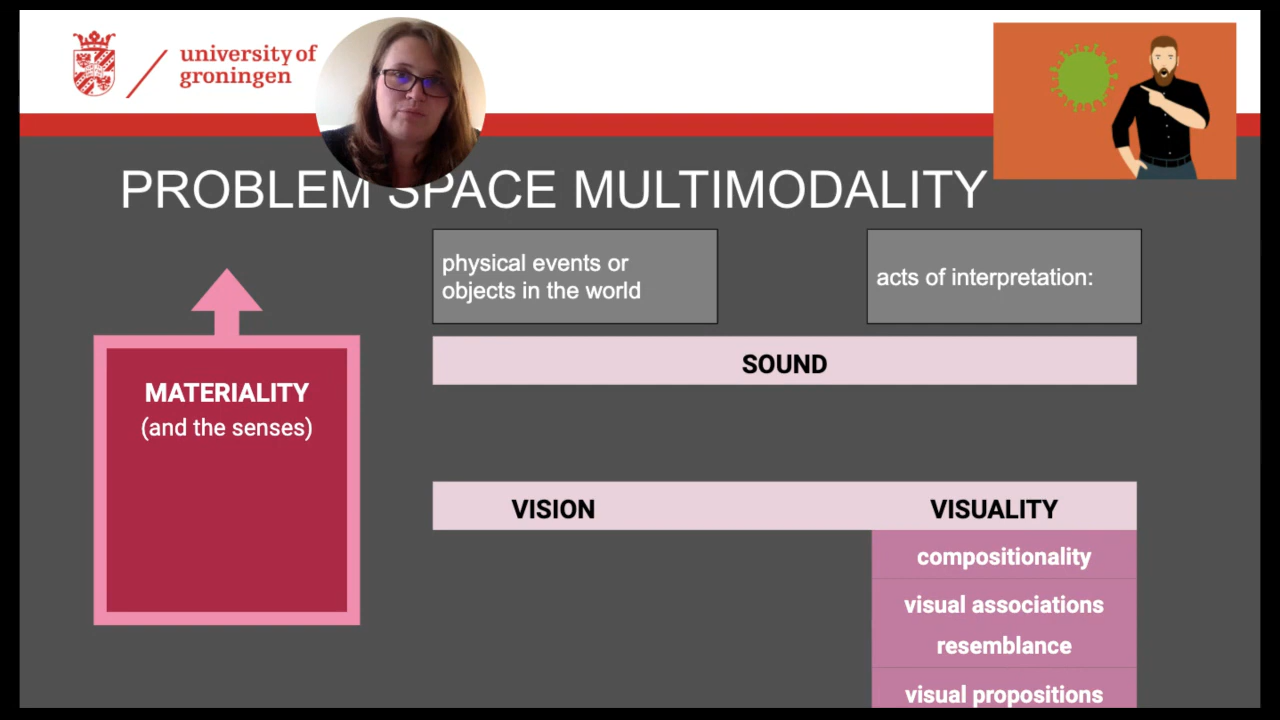 university of
groningen
PROBLEM SPACE MULTIMODALITY
physical events or
objects in the world
acts of interpretation:
SOUND
MATERIALITY
(and the senses)
VISION
VISUALITY
compositionality
visual associations
resemblance
visual propositions